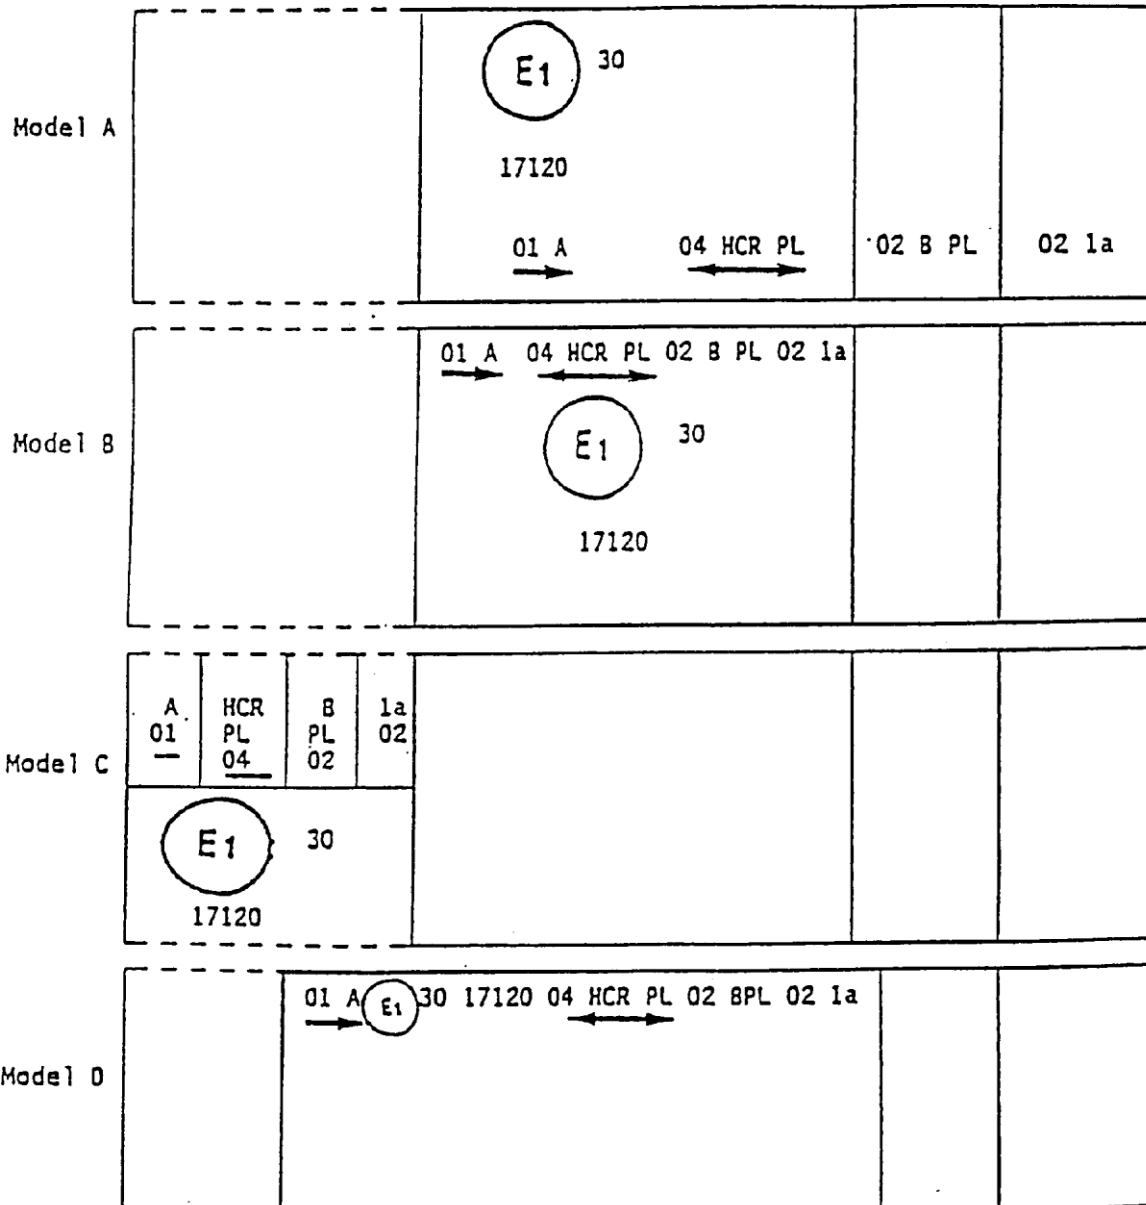 Model A
E1 30
17120
01 A 04 HCR PL 02 B PL 02 1a
Model B
01 A 04 HCR PL 02 B PL 02 1a
E1 30
17120
Model C
A HCR B 1a
01 PL PL 02
04 02
E1 30
17120
Model D
01 A E1 30 17120 04 HCR PL 02 BPL 02 1a